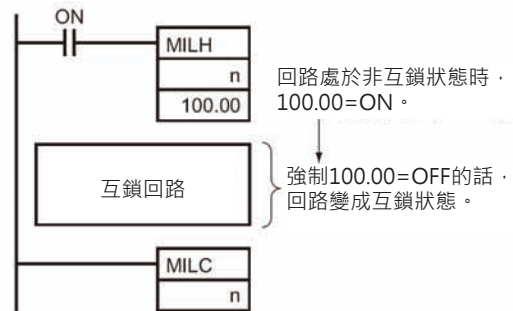 ON
MILH
n
100.00
回路處於非互鎖狀態時，
100.00=ON。
互鎖回路
強制100.00=OFF的話，
回路變成互鎖狀態。
MILC
n